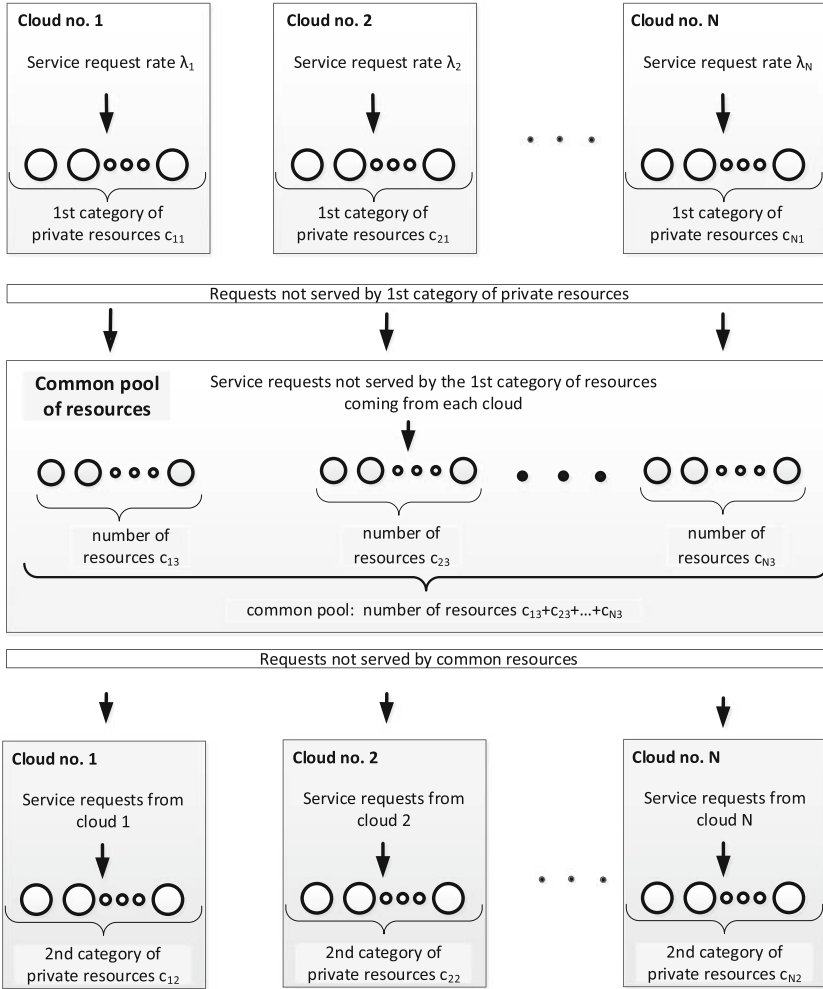 Cloud no. 1
Service request rate λ₁
1st category of
private resources c₁₁
Cloud no. 2
Service request rate λ₂
1st category of
private resources c₂₁
Cloud no. N
Service request rate λ_N
1st category of
private resources c_N1
Requests not served by 1st category of private resources
Common pool
of resources
Service requests not served by the 1st category of resources
coming from each cloud
number of
resources c₁₃
number of
resources c₂₃
number of
resources c_N3
common pool: number of resources c₁₃+c₂₃+...+c_N3
Requests not served by common resources
Cloud no. 1
Service requests from
cloud 1
2nd category of
private resources c₁₂
Cloud no. 2
Service requests from
cloud 2
2nd category of
private resources c₂₂
Cloud no. N
Service requests from
cloud N
2nd category of
private resources c_N2